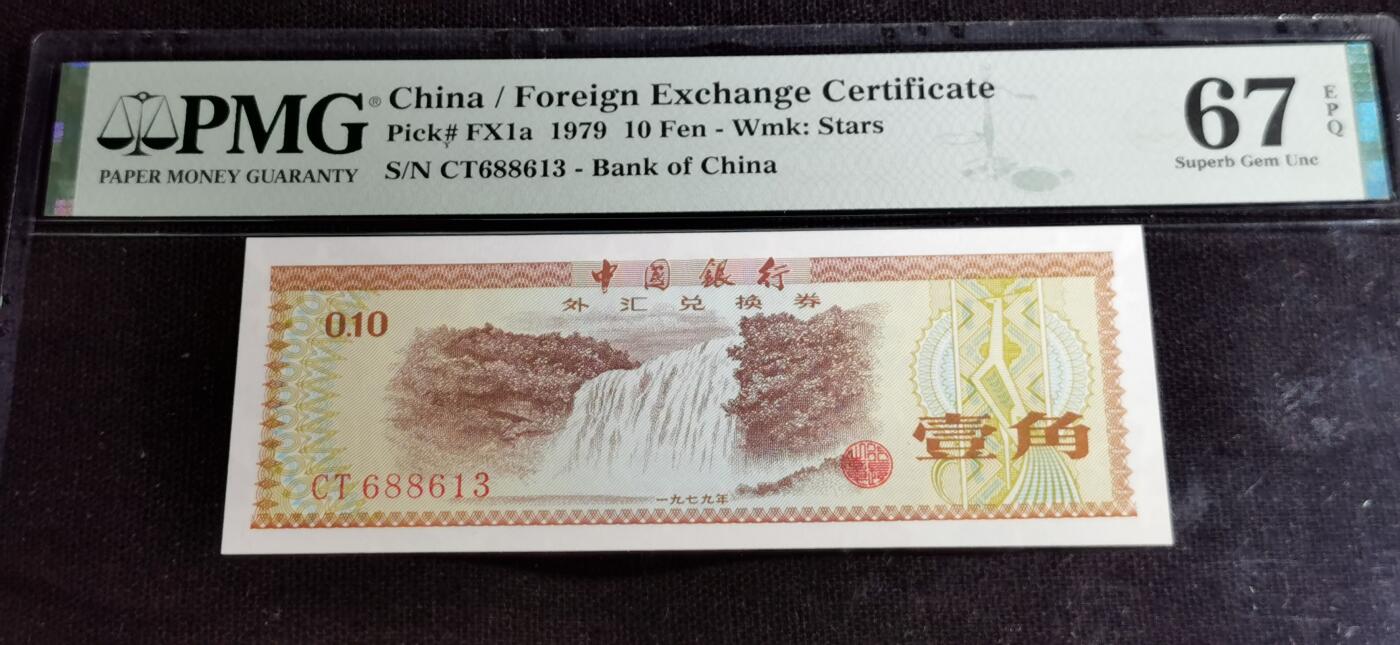 PMG® China / Foreign Exchange Certificate
Pick# FX1a 1979 10 Fen - Wmk: Stars
S/N CT688613 - Bank of China
PAPER MONEY GUARANTY
67
EPQ
Superb Gem Unc
中国银行
外汇兑换券
0.10
壹角
CT 688613
一九七九年